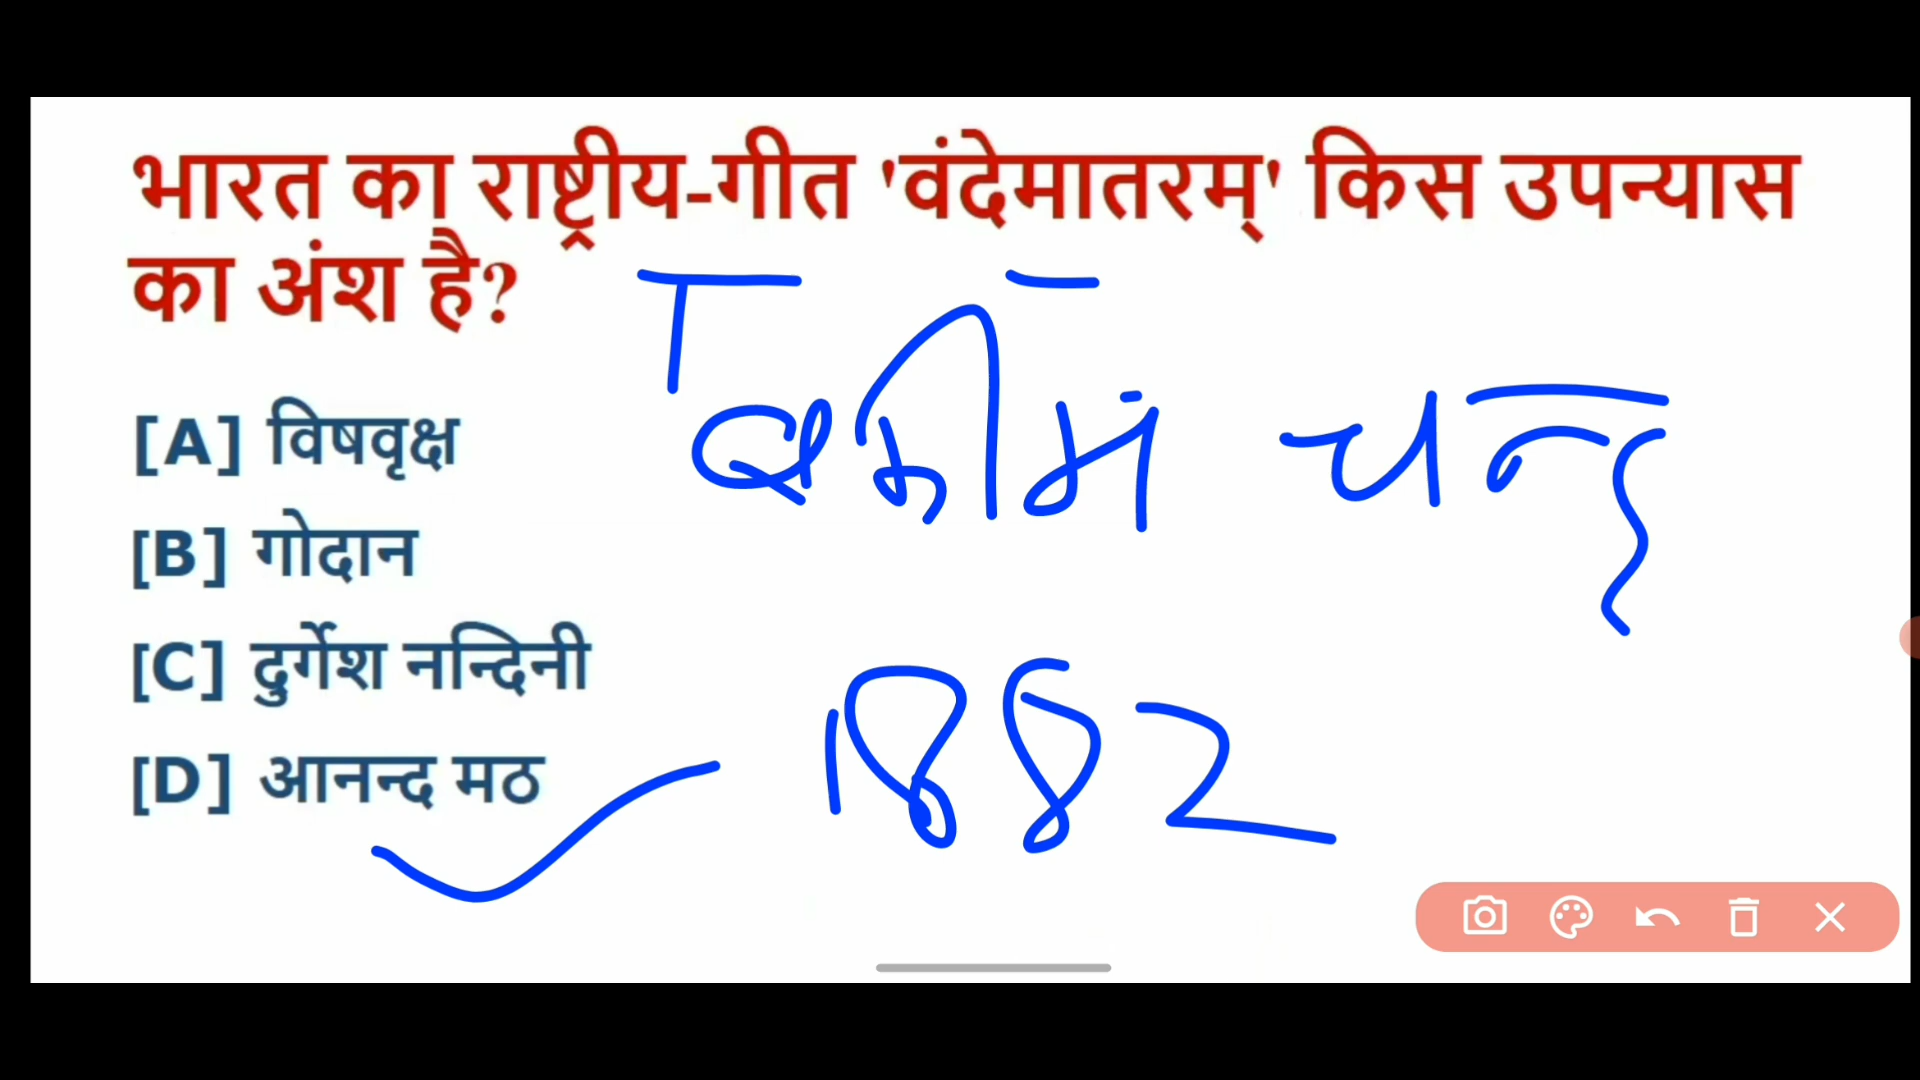 भारत का राष्ट्रीय-गीत 'वंदेमातरम्' किस उपन्यास
का अंश है?
[A] विषवृक्ष
[B] गोदान
[C] दुर्गेश नन्दिनी
[D] आनन्द मठ
चन्द्र
1882